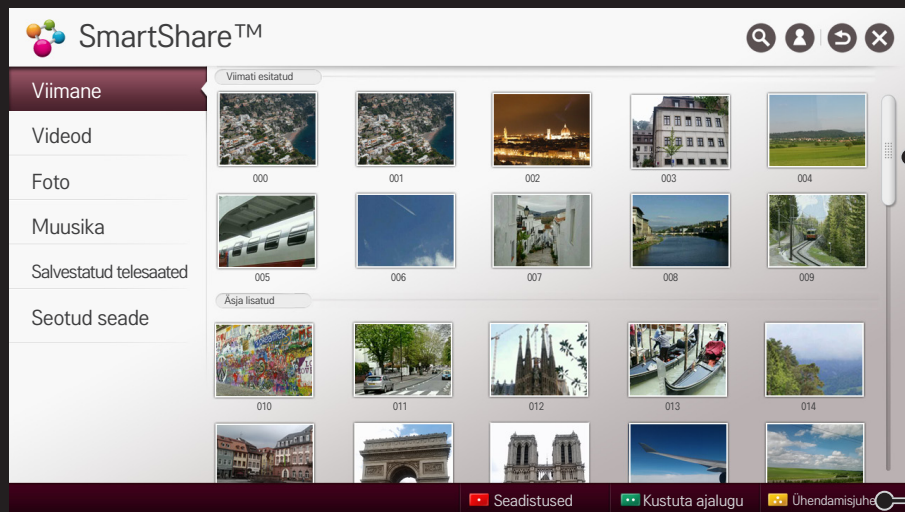 SmartShare™
Viimane
Videod
Foto
Muusika
Salvestatud telesaated
Seotud seade
Viimati esitatud
000 001 002 003 004
005 006 007 008 009
Äsja lisatud
010 011 012 013 014
Seadistused Kustuta ajalugu